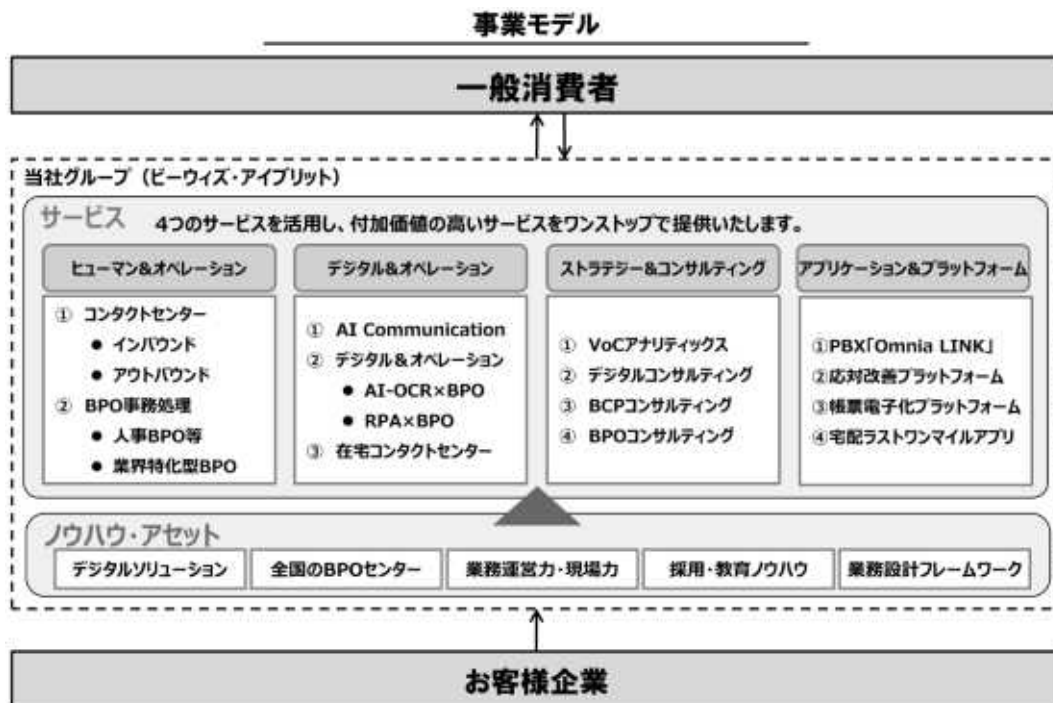 事業モデル
一般消費者
当社グループ（ビーウィズ・アイブリット）
サービス
4つのサービスを活用し、付加価値の高いサービスをワンストップで提供いたします。
ヒューマン&オペレーション
① コンタクトセンター
● インバウンド
● アウトバウンド
② BPO事務処理
● 人事BPO等
● 業界特化型BPO
デジタル&オペレーション
① AI Communication
② デジタル&オペレーション
● AI-OCR×BPO
● RPA×BPO
③ 在宅コンタクトセンター
ストラテジー&コンサルティング
① VoCアナリティックス
② デジタルコンサルティング
③ BCPコンサルティング
④ BPOコンサルティング
アプリケーション&プラットフォーム
①PBX「Omnia LINK」
②応対改善プラットフォーム
③帳票電子化プラットフォーム
④宅配ラストワンマイルアプリ
ノウハウ・アセット
デジタルソリューション
全国のBPOセンター
業務運営力・現場力
採用・教育ノウハウ
業務設計フレームワーク
お客様企業